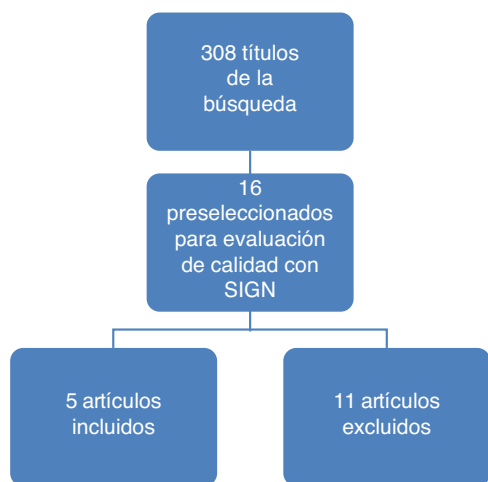 308 títulos
de la
búsqueda
16
preseleccionados
para evaluación
de calidad con
SIGN
5 artículos
incluidos
11 artículos
excluidos